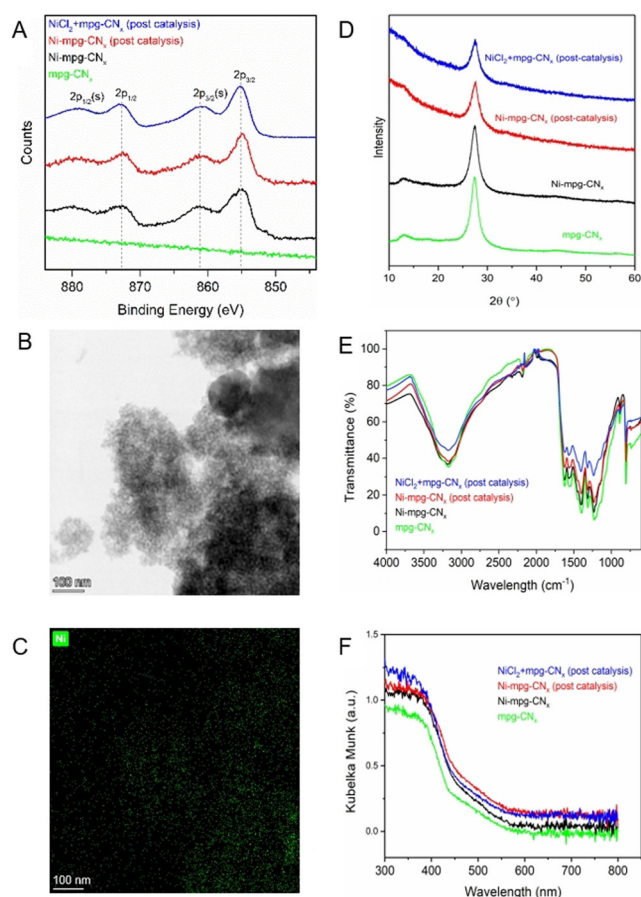 A
NiCl2+mpg-CNx (post catalysis)
Ni-mpg-CNx (post catalysis)
Ni-mpg-CNx
mpg-CNx
2p1/2(s) 2p1/2 2p3/2(s) 2p3/2
Counts
880 870 860 850
Binding Energy (eV)
B
100 nm
C
Ni
100 nm
D
NiCl2+mpg-CNx (post-catalysis)
Ni-mpg-CNx (post-catalysis)
Ni-mpg-CNx
mpg-CNx
Intensity
10 20 30 40 50 60
2θ (°)
E
100
80
60
40
20
0
Transmittance (%)
NiCl2+mpg-CNx (post catalysis)
Ni-mpg-CNx (post catalysis)
Ni-mpg-CNx
mpg-CNx
4000 3000 2000 1000
Wavelength (cm-1)
F
1.5
1.0
0.5
0.0
Kubelka Munk (a.u.)
NiCl2+mpg-CNx (post catalysis)
Ni-mpg-CNx (post catalysis)
Ni-mpg-CNx
mpg-CNx
300 400 500 600 700 800
Wavelength (nm)